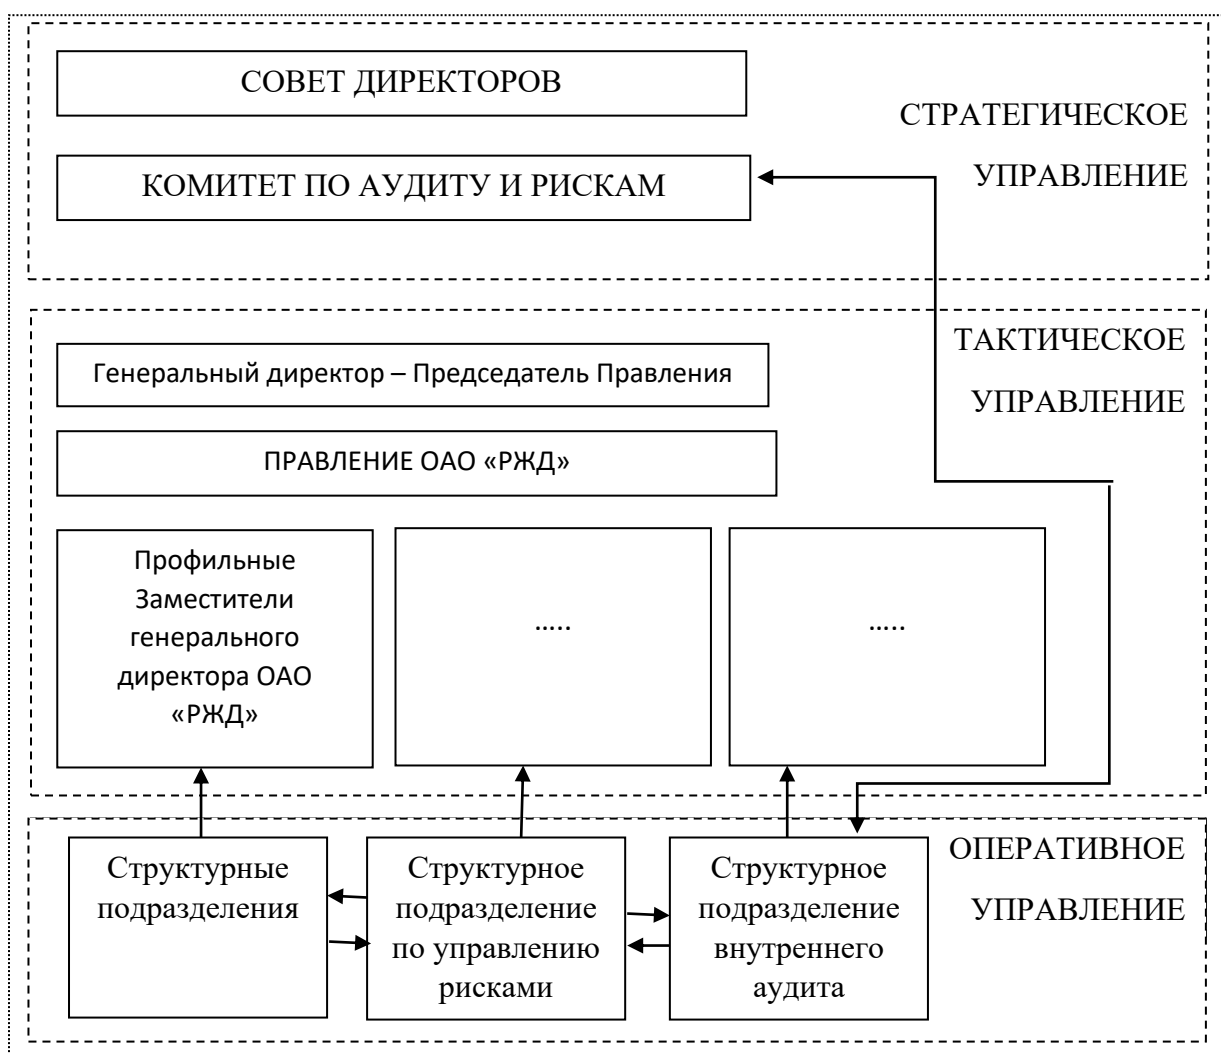 СОВЕТ ДИРЕКТОРОВ
СТРАТЕГИЧЕСКОЕ
УПРАВЛЕНИЕ
КОМИТЕТ ПО АУДИТУ И РИСКАМ
ТАКТИЧЕСКОЕ
УПРАВЛЕНИЕ
Генеральный директор – Председатель Правления
ПРАВЛЕНИЕ ОАО «РЖД»
Профильные
Заместители
генерального
директора ОАО
«РЖД»
…..
…..
ОПЕРАТИВНОЕ
УПРАВЛЕНИЕ
Структурные
подразделения
Структурное
подразделение
по управлению
рисками
Структурное
подразделение
внутреннего
аудита